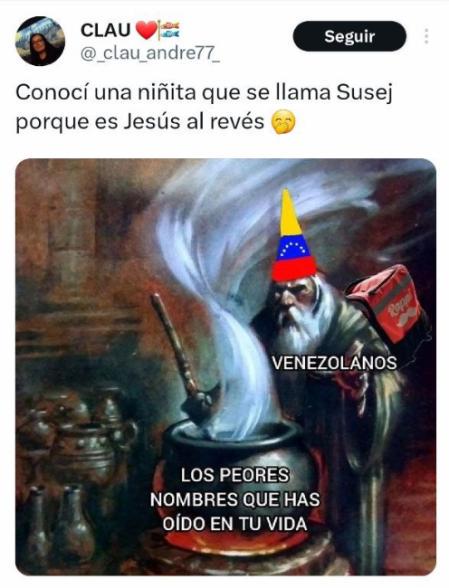 CLAU
@_clau_andre77_
Seguir
Conocí una niñita que se llama Susej
porque es Jesús al revés
Rappi
VENEZOLANOS
LOS PEORES
NOMBRES QUE HAS
OÍDO EN TU VIDA